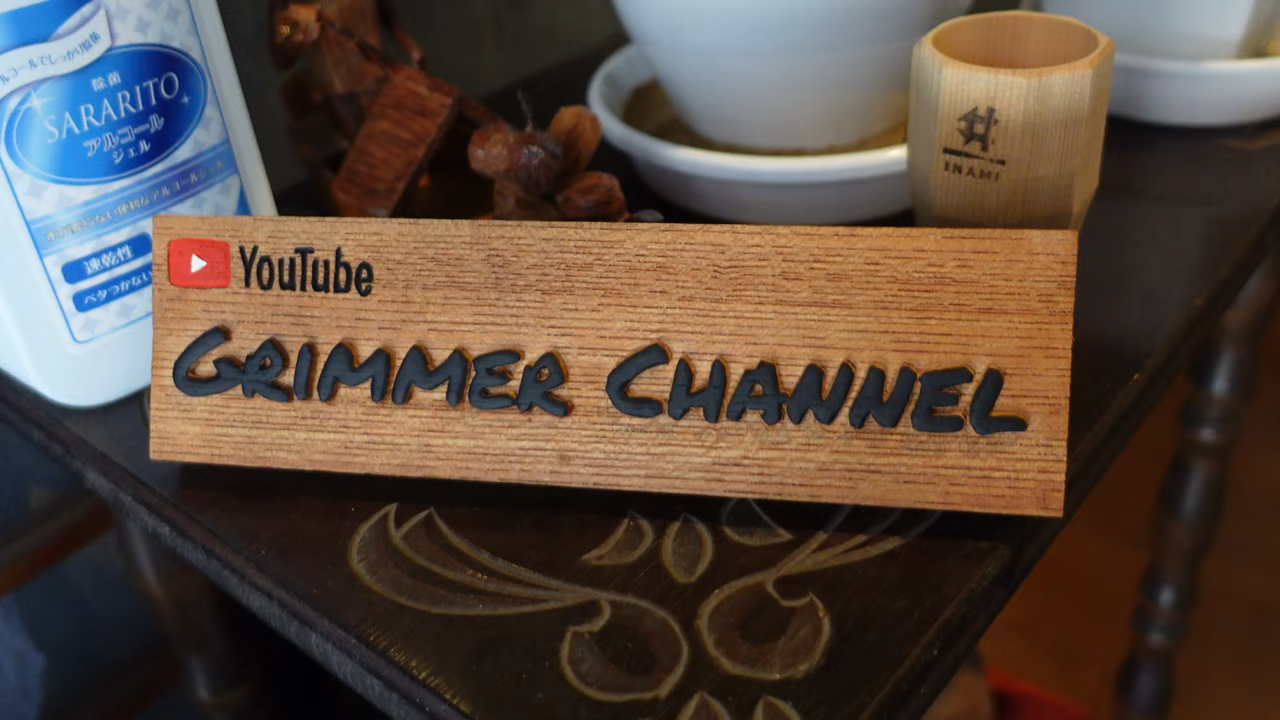 アルコールでしっかり除菌
除菌
SARARITO
アルコール
ジェル
速乾性
ベタつかない
YouTube
GRIMMER CHANNEL
INAMI